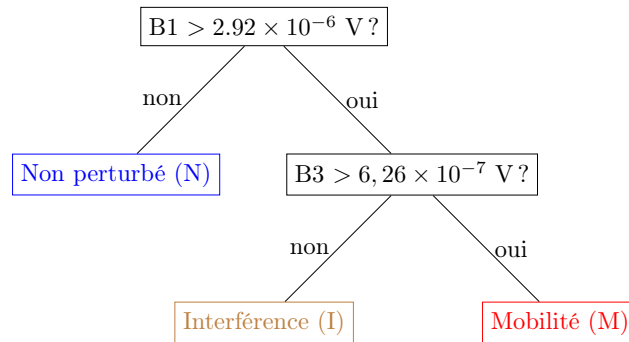 B1 > 2.92 × 10⁻⁶ V ?
non
oui
Non perturbé (N)
B3 > 6, 26 × 10⁻⁷ V ?
non
oui
Interférence (I)
Mobilité (M)